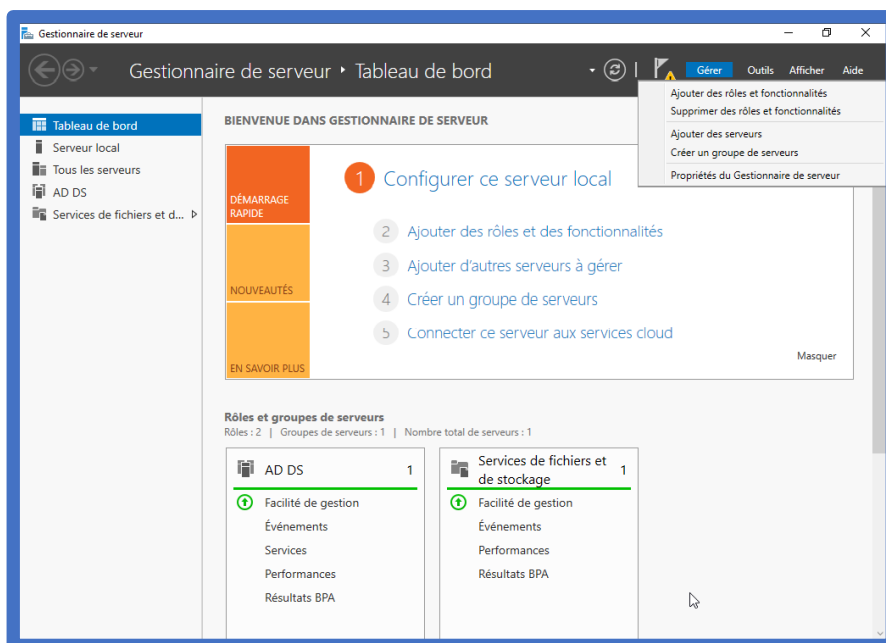 Gestionnaire de serveur
Gestionnaire de serveur
Tableau de bord
Gérer
Outils
Afficher
Aide
Ajouter des rôles et fonctionnalités
Supprimer des rôles et fonctionnalités
Ajouter des serveurs
Créer un groupe de serveurs
Propriétés du Gestionnaire de serveur
Tableau de bord
Serveur local
Tous les serveurs
AD DS
Services de fichiers et d...
BIENVENUE DANS GESTIONNAIRE DE SERVEUR
DÉMARRAGE
RAPIDE
NOUVEAUTÉS
EN SAVOIR PLUS
1 Configurer ce serveur local
2 Ajouter des rôles et des fonctionnalités
3 Ajouter d'autres serveurs à gérer
4 Créer un groupe de serveurs
5 Connecter ce serveur aux services cloud
Masquer
Rôles et groupes de serveurs
Rôles : 2 | Groupes de serveurs : 1 | Nombre total de serveurs : 1
AD DS 1
Facilité de gestion
Événements
Services
Performances
Résultats BPA
Services de fichiers et
de stockage 1
Facilité de gestion
Événements
Performances
Résultats BPA